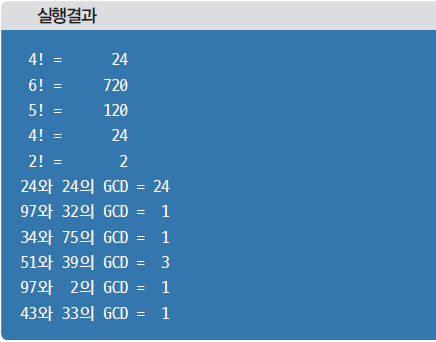 실행결과
4! =      24
6! =     720
5! =     120
4! =      24
2! =       2
24와 24의 GCD = 24
97와 32의 GCD =  1
34와 75의 GCD =  1
51와 39의 GCD =  3
97와  2의 GCD =  1
43와 33의 GCD =  1